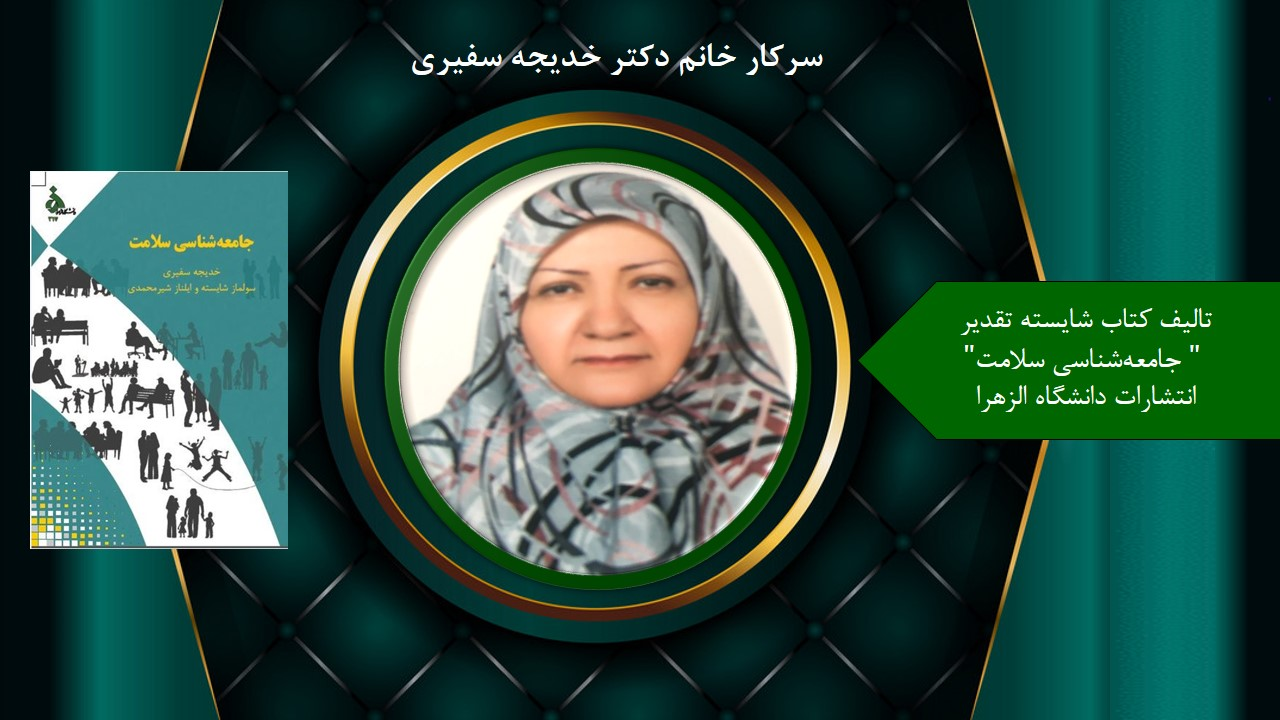 سرکار خانم دکتر خدیجه سفیری
تالیف کتاب شایسته تقدیر
" جامعه‌شناسی سلامت"
انتشارات دانشگاه الزهرا
جامعه‌شناسی سلامت
خدیجه سفیری
سولماز شایسته و ایلناز شیرمحمدی